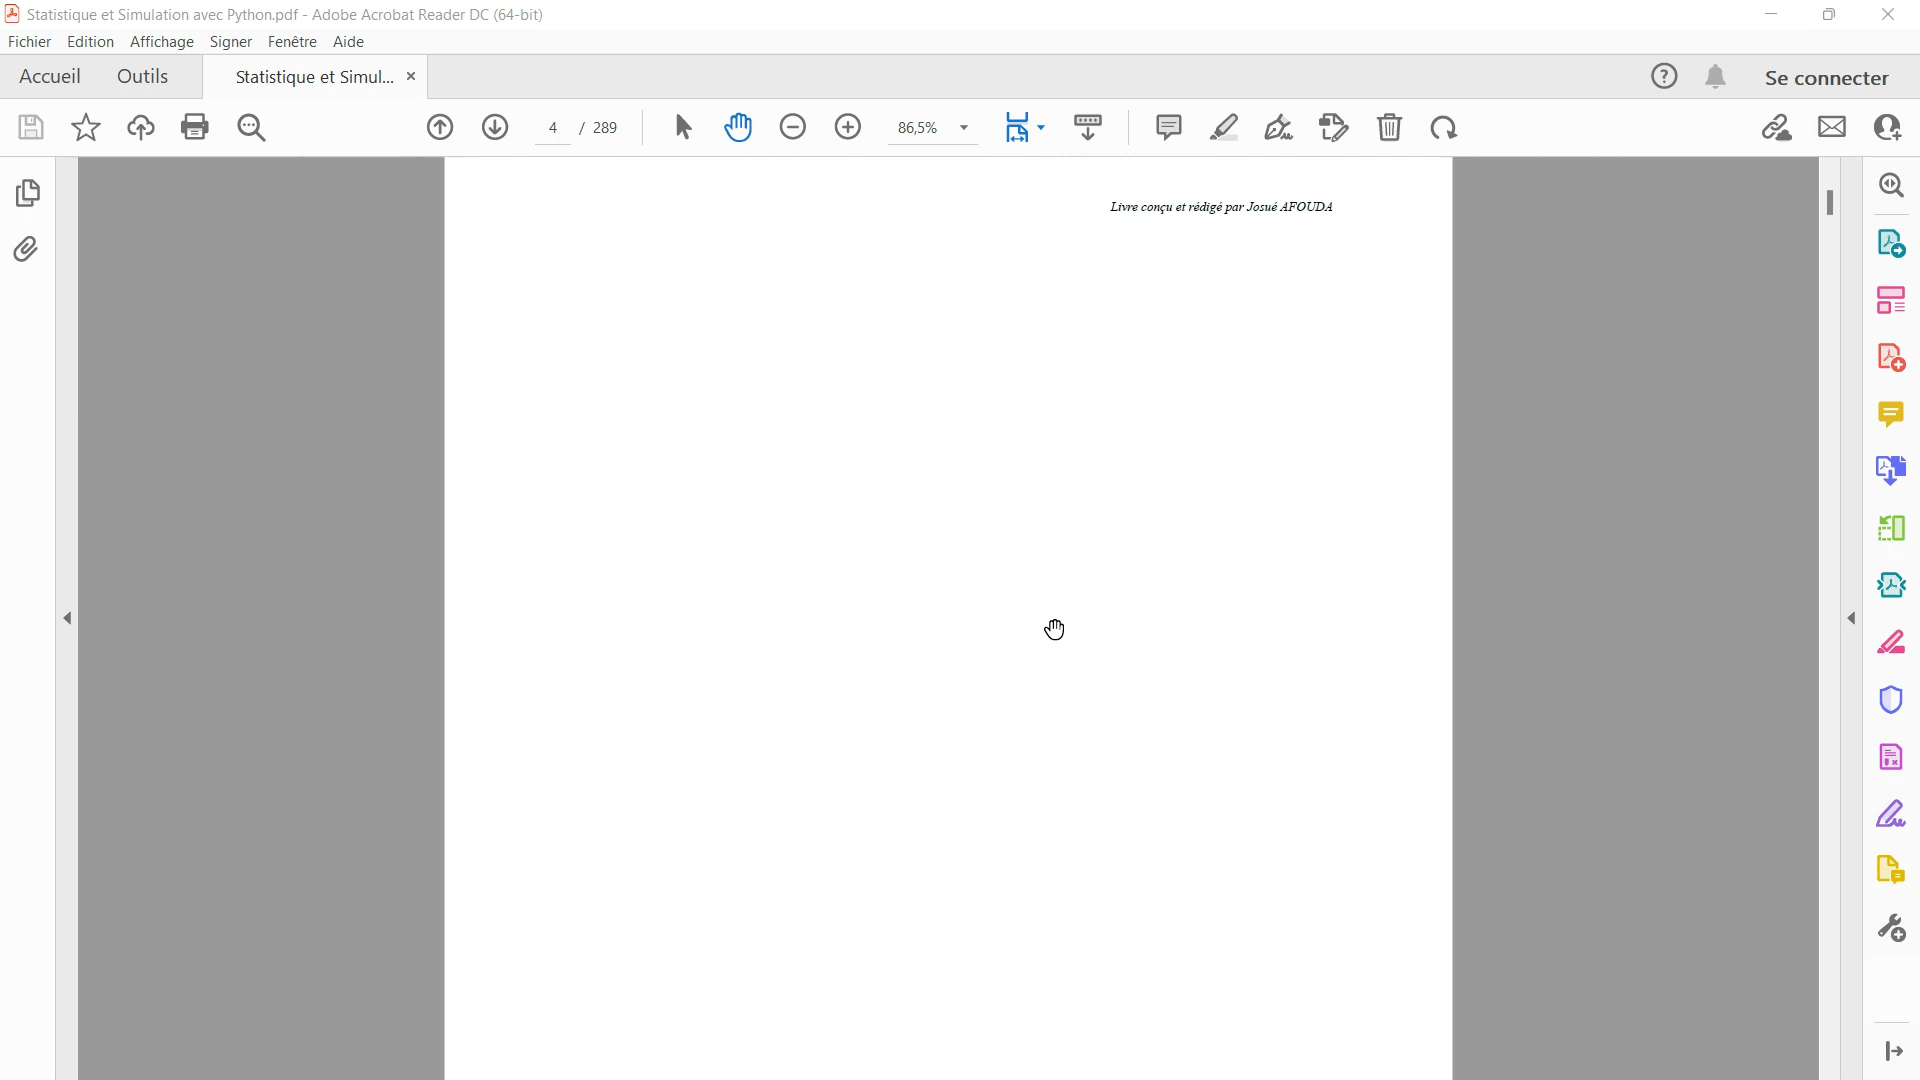 Statistique et Simulation avec Python.pdf - Adobe Acrobat Reader DC (64-bit)
Fichier Edition Affichage Signer Fenêtre Aide
Accueil Outils Statistique et Simul... × Se connecter
4 / 289 86,5%
Livre conçu et rédigé par Josué AFOUDA